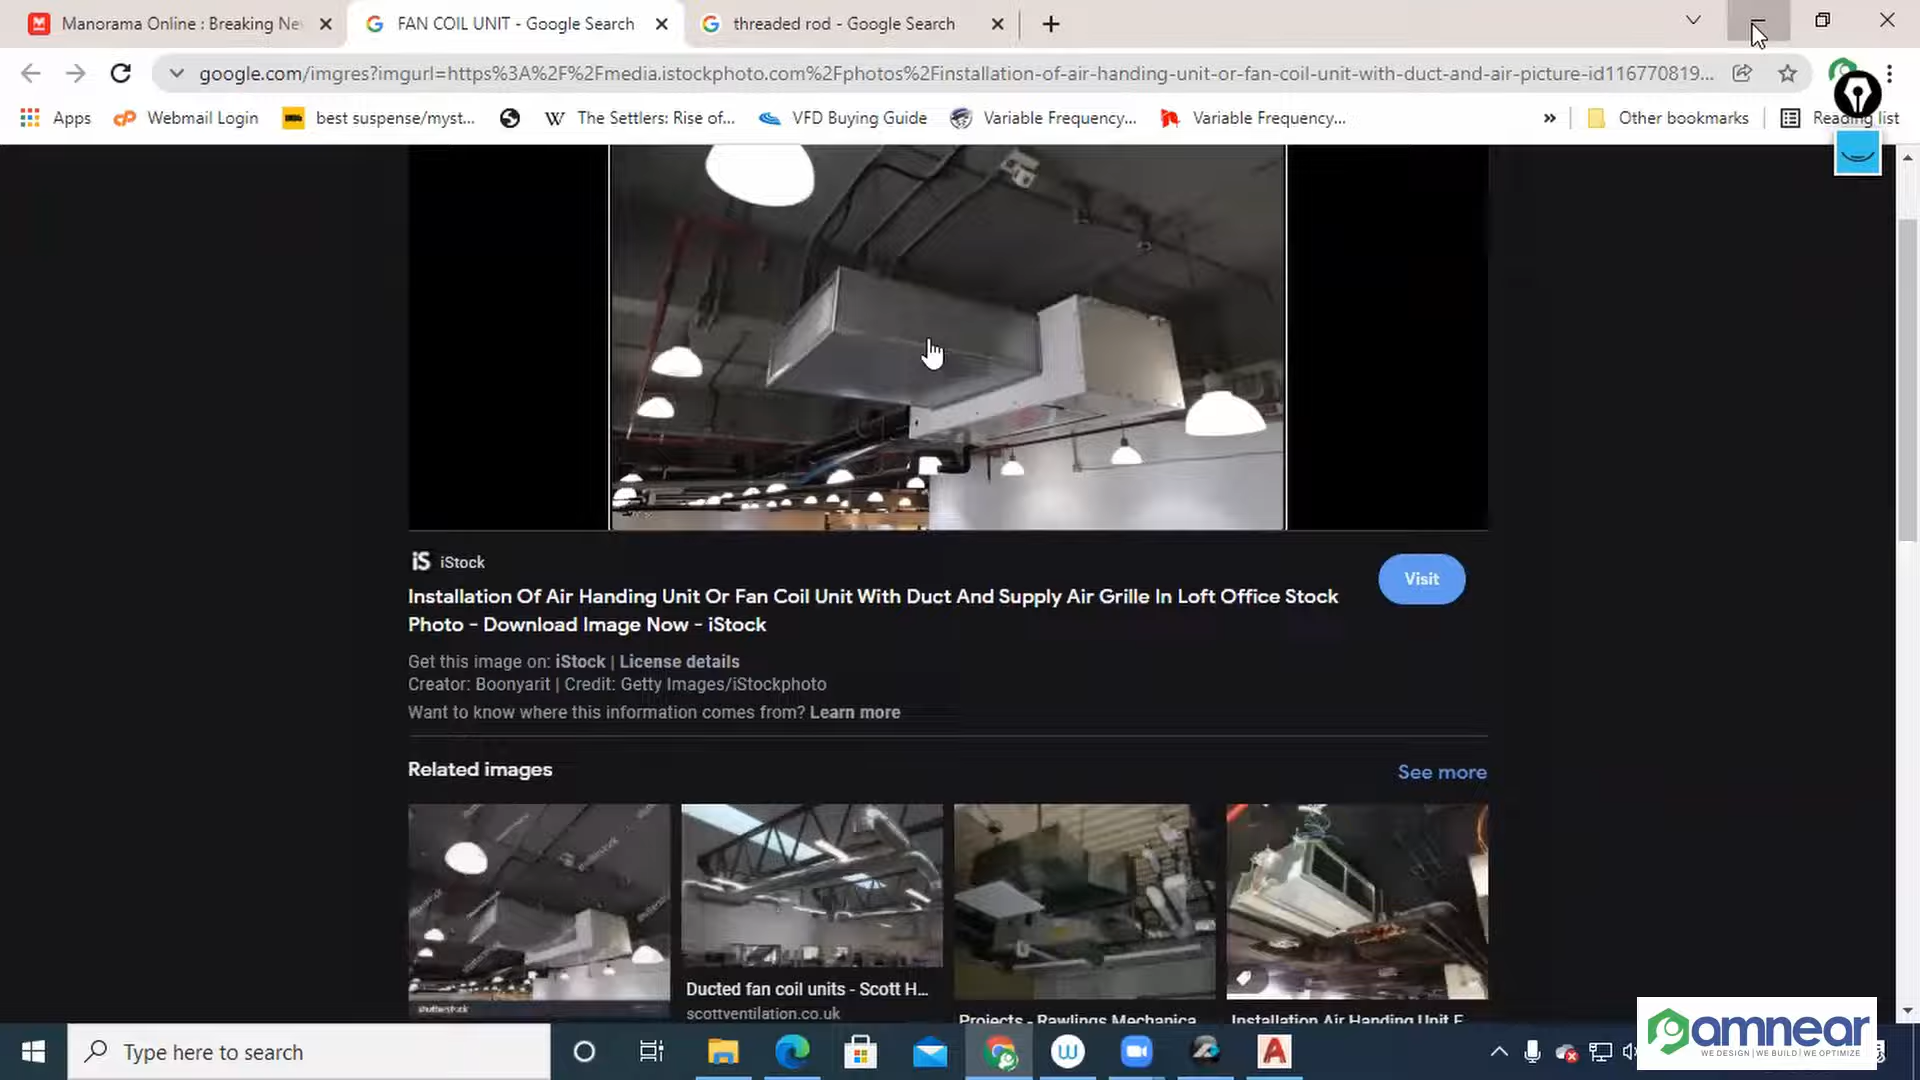 Manorama Online : Breaking Ne
FAN COIL UNIT - Google Search
threaded rod - Google Search
google.com/imgres?imgurl=https%3A%2F%2Fmedia.istockphoto.com%2Fphotos%2Finstallation-of-air-handing-unit-or-fan-coil-unit-with-duct-and-air-picture-id116770819...
Apps
Webmail Login
best suspense/myst...
The Settlers: Rise of...
VFD Buying Guide
Variable Frequency...
Variable Frequency...
Other bookmarks
Reading list
iS iStock
Visit
Installation Of Air Handing Unit Or Fan Coil Unit With Duct And Supply Air Grille In Loft Office Stock
Photo - Download Image Now - iStock
Get this image on: iStock | License details
Creator: Boonyarit | Credit: Getty Images/iStockphoto
Want to know where this information comes from? Learn more
Related images
See more
shutterstock
Ducted fan coil units - Scott H...
scottventilation.co.uk
Projects - Rawlings Mechanica
Installation Air Handing Unit F
Type here to search
amnear
WE DESIGN | WE BUILD | WE OPTIMIZE